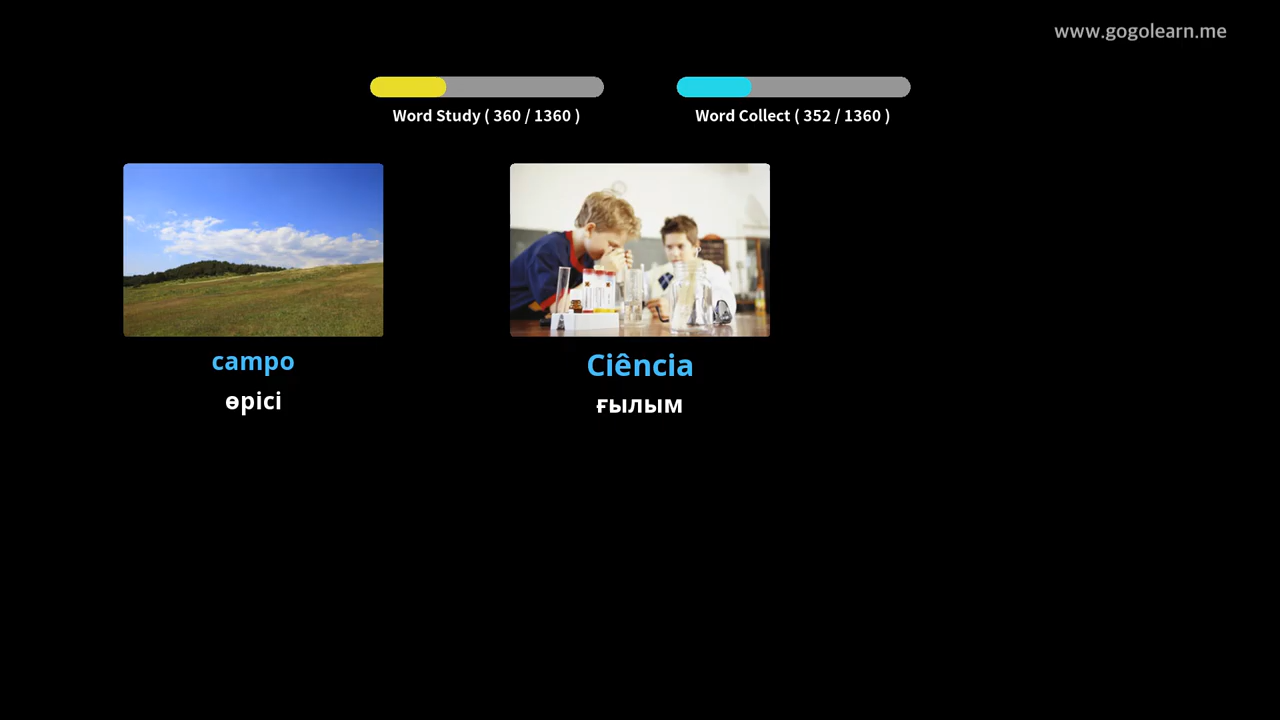 www.gogolearn.me
Word Study ( 360 / 1360 )
Word Collect ( 352 / 1360 )
campo
өрісі
Ciência
ғылым